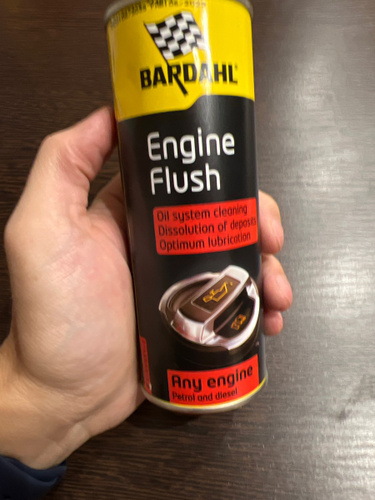 BARDAHL
Engine
Flush
Oil system cleaning
Dissolution of deposits
Optimum lubrication
Any engine
Petrol and diesel